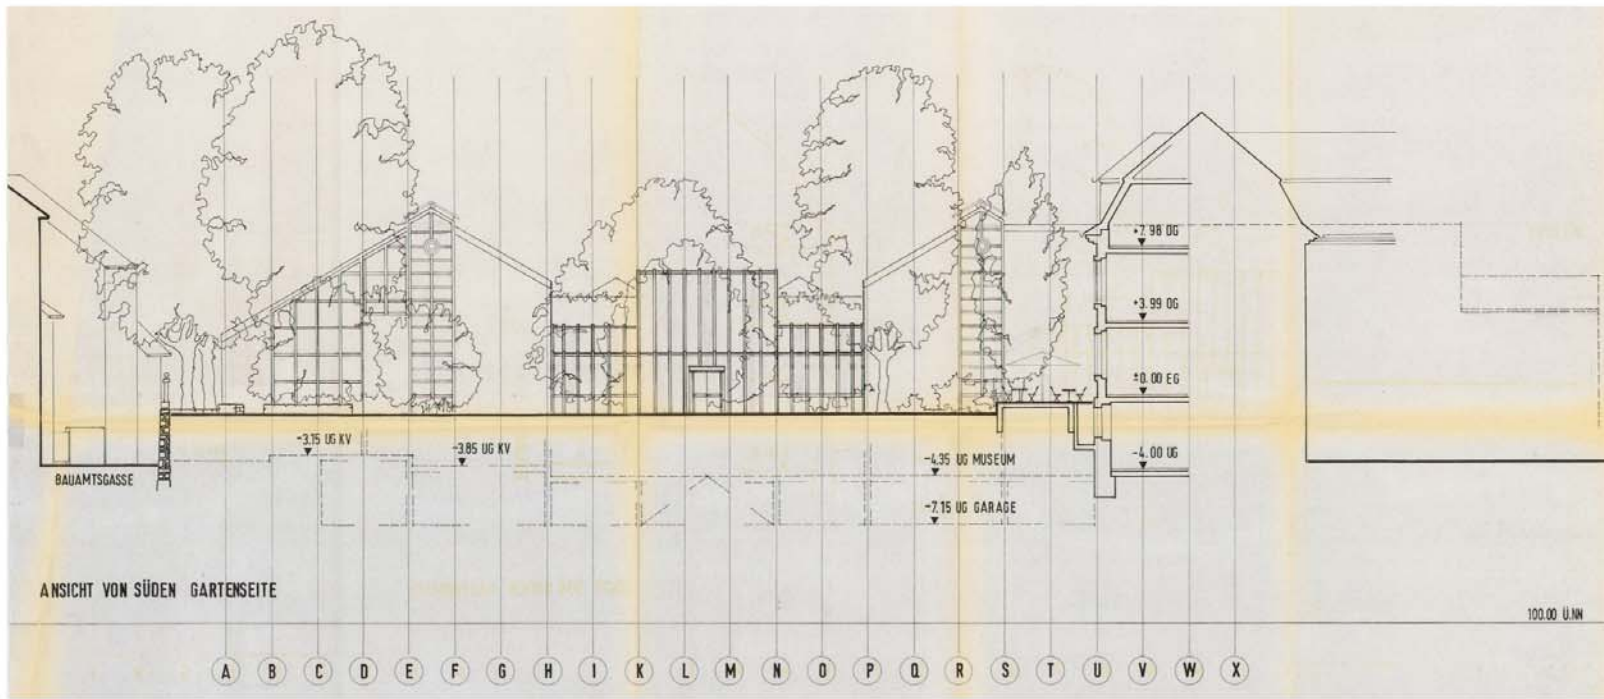 +7.98 OG
+3.99 OG
±0.00 EG
-3.15 UG KV
-3.85 UG KV
-4.35 UG MUSEUM
-4.00 UG
BAUAMTSGASSE
-7.15 UG GARAGE
ANSICHT VON SÜDEN GARTENSEITE
100.00 Ü.NN
A B C D E F G H I K L M N O P Q R S T U V W X